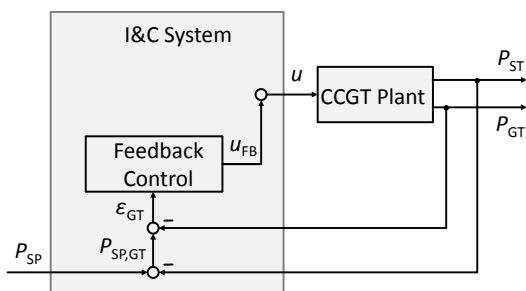 I&C System
P_ST
u
CCGT Plant
P_GT
u_FB
Feedback
Control
ε_GT
–
P_SP,GT
P_SP
–